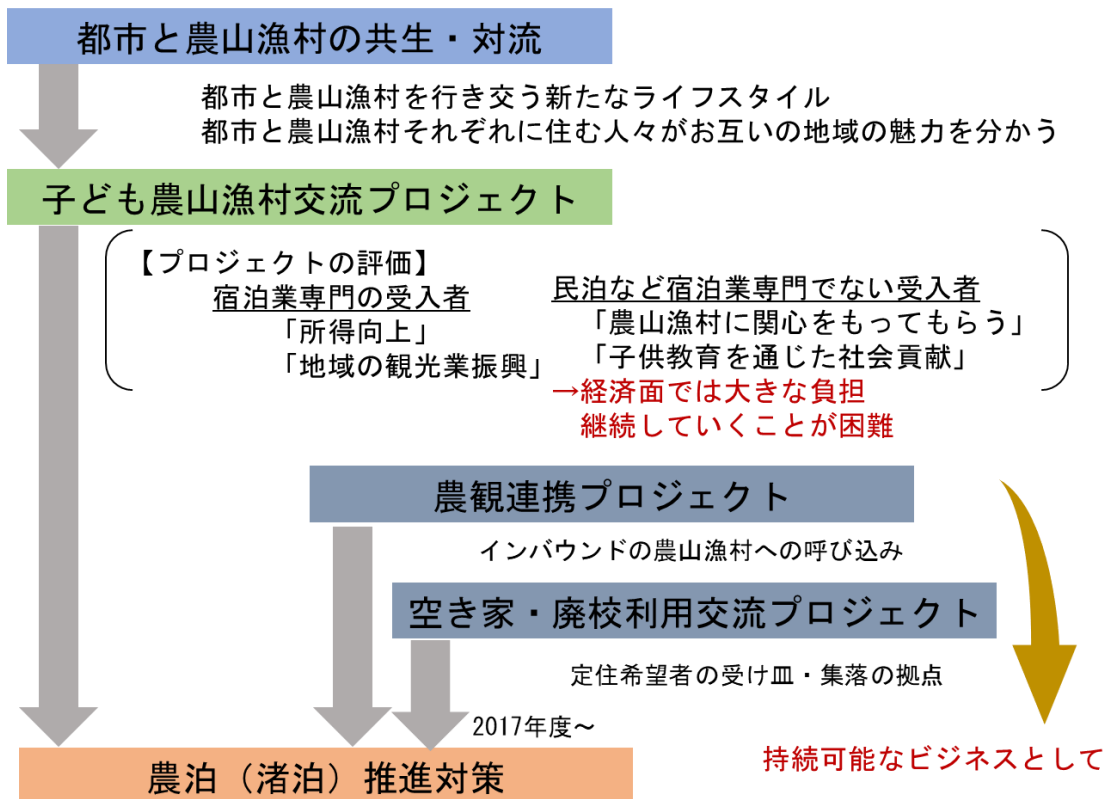 都市と農山漁村の共生・対流
都市と農山漁村を行き交う新たなライフスタイル
都市と農山漁村それぞれに住む人々がお互いの地域の魅力を分かう
子ども農山漁村交流プロジェクト
【プロジェクトの評価】
宿泊業専門の受入者
「所得向上」
「地域の観光業振興」
民泊など宿泊業専門でない受入者
「農山漁村に関心をもってもらう」
「子供教育を通じた社会貢献」
→経済面では大きな負担
継続していくことが困難
農観連携プロジェクト
インバウンドの農山漁村への呼び込み
空き家・廃校利用交流プロジェクト
定住希望者の受け皿・集落の拠点
2017年度～
農泊（渚泊）推進対策
持続可能なビジネスとして